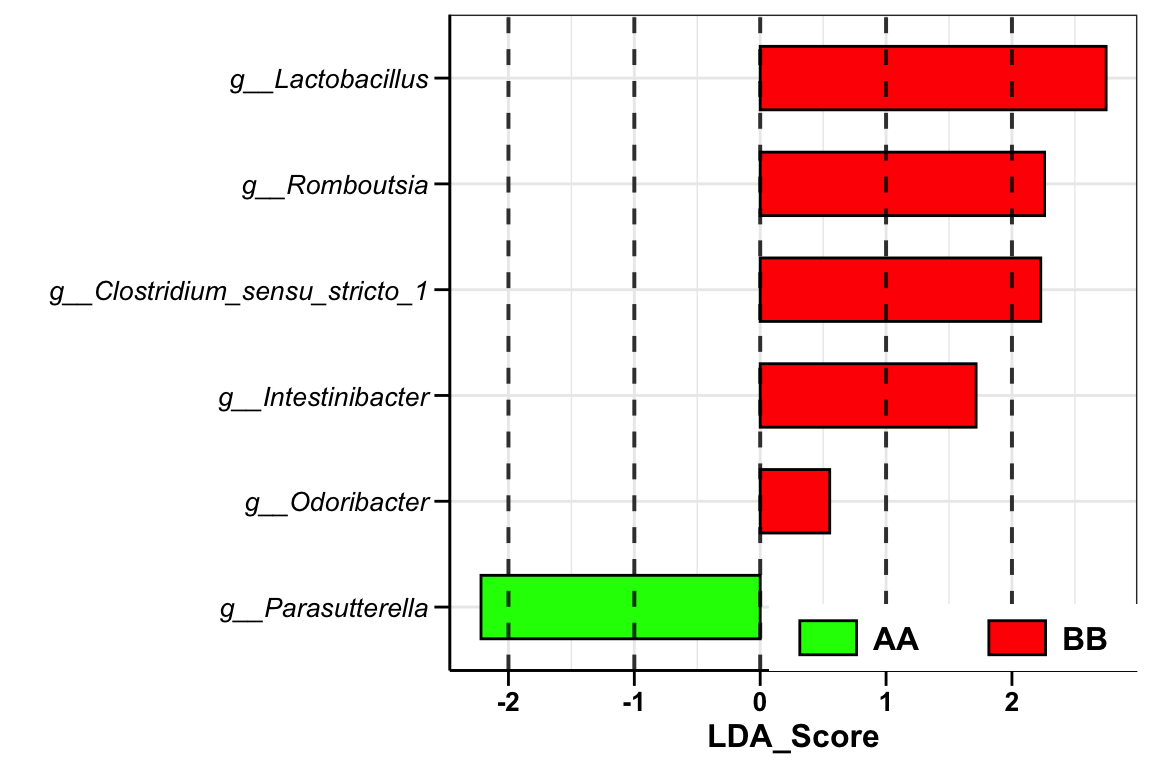 g__Lactobacillus
g__Romboutsia
g__Clostridium_sensu_stricto_1
g__Intestinibacter
g__Odoribacter
g__Parasutterella
AA BB
-2 -1 0 1 2
LDA_Score